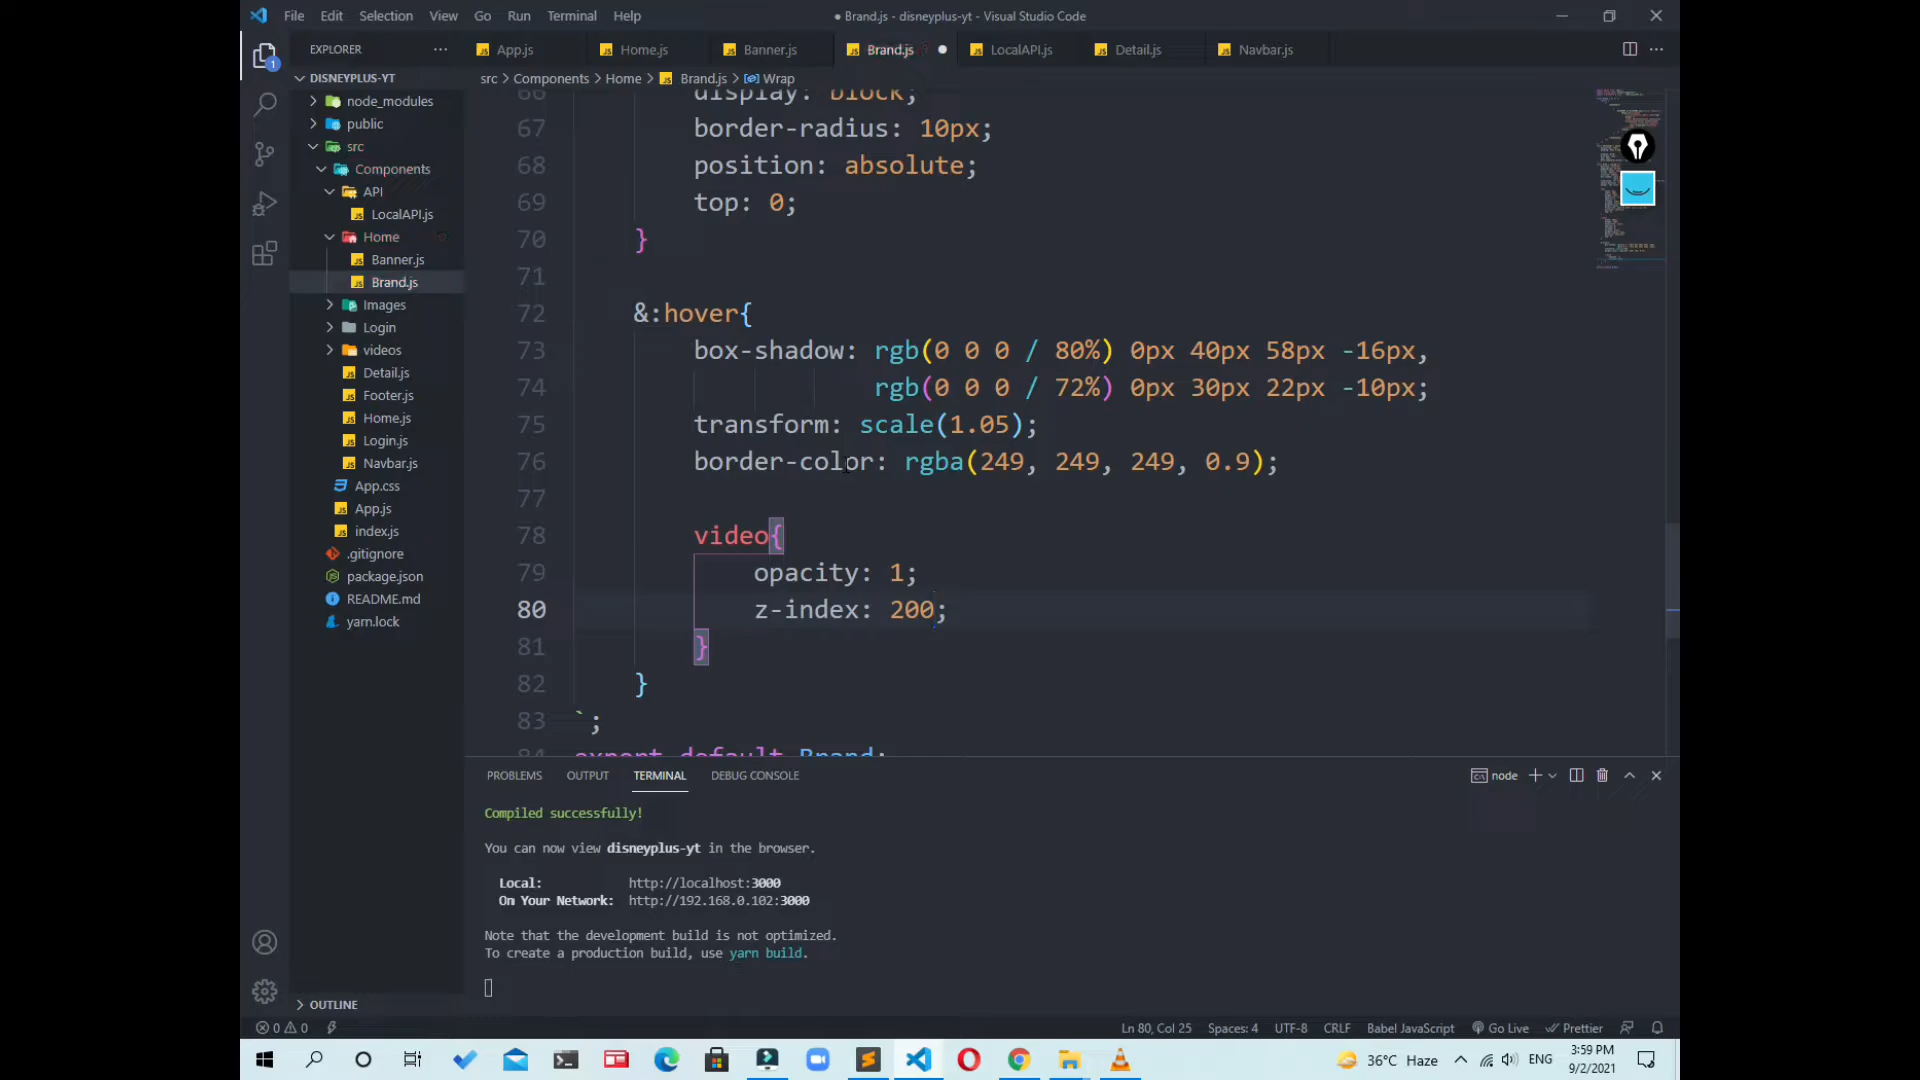 File Edit Selection View Go Run Terminal Help
● Brand.js - disneyplus-yt - Visual Studio Code
EXPLORER
App.js Home.js Banner.js Brand.js LocalAPI.js Detail.js Navbar.js
src > Components > Home > Brand.js > Wrap
DISNEYPLUS-YT
node_modules
public
src
Components
API
LocalAPI.js
Home
Banner.js
Brand.js
Images
Login
videos
Detail.js
Footer.js
Home.js
Login.js
Navbar.js
App.css
App.js
index.js
.gitignore
package.json
README.md
yarn.lock
OUTLINE
66 display: block;
67 border-radius: 10px;
68 position: absolute;
69 top: 0;
70 }
71
72 &:hover{
73 box-shadow: rgb(0 0 0 / 80%) 0px 40px 58px -16px,
74 rgb(0 0 0 / 72%) 0px 30px 22px -10px;
75 transform: scale(1.05);
76 border-color: rgba(249, 249, 249, 0.9);
77
78 video{
79 opacity: 1;
80 z-index: 200;
81 }
82 }
83 `;
84 export default Brand;
PROBLEMS OUTPUT TERMINAL DEBUG CONSOLE
node
Compiled successfully!
You can now view disneyplus-yt in the browser.
Local: http://localhost:3000
On Your Network: http://192.168.0.102:3000
Note that the development build is not optimized.
To create a production build, use yarn build.
0 0 Ln 80, Col 25 Spaces: 4 UTF-8 CRLF Babel JavaScript Go Live Prettier
36°C Haze ENG 3:59 PM
9/2/2021